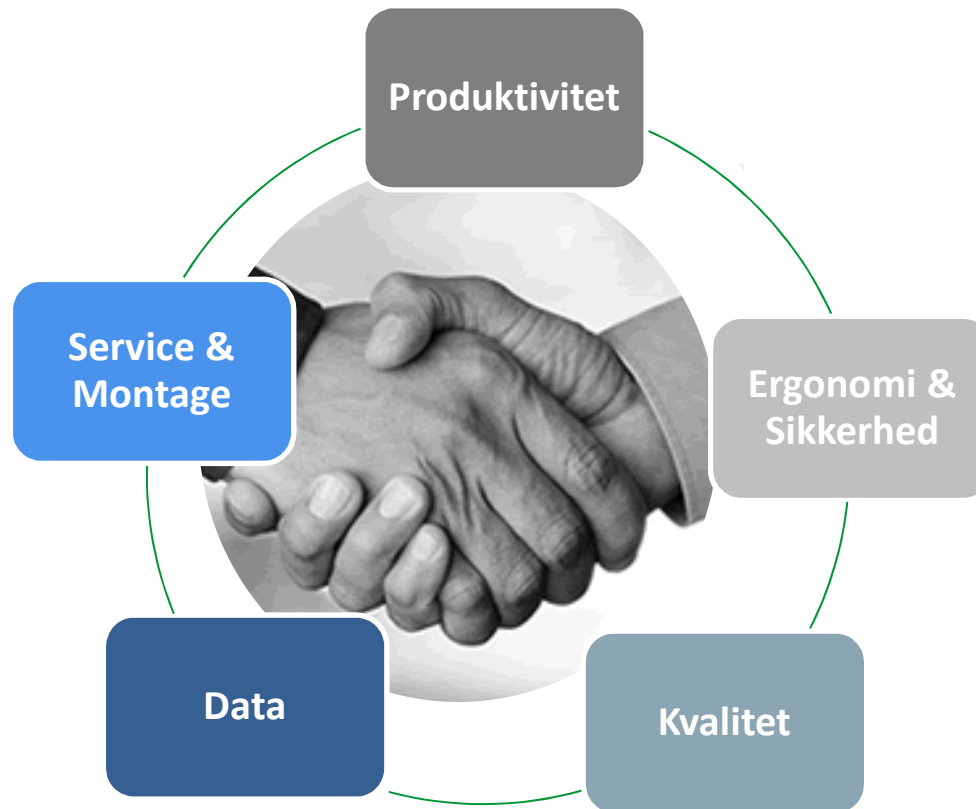 Produktivitet
Service &
Montage
Ergonomi &
Sikkerhed
Data
Kvalitet